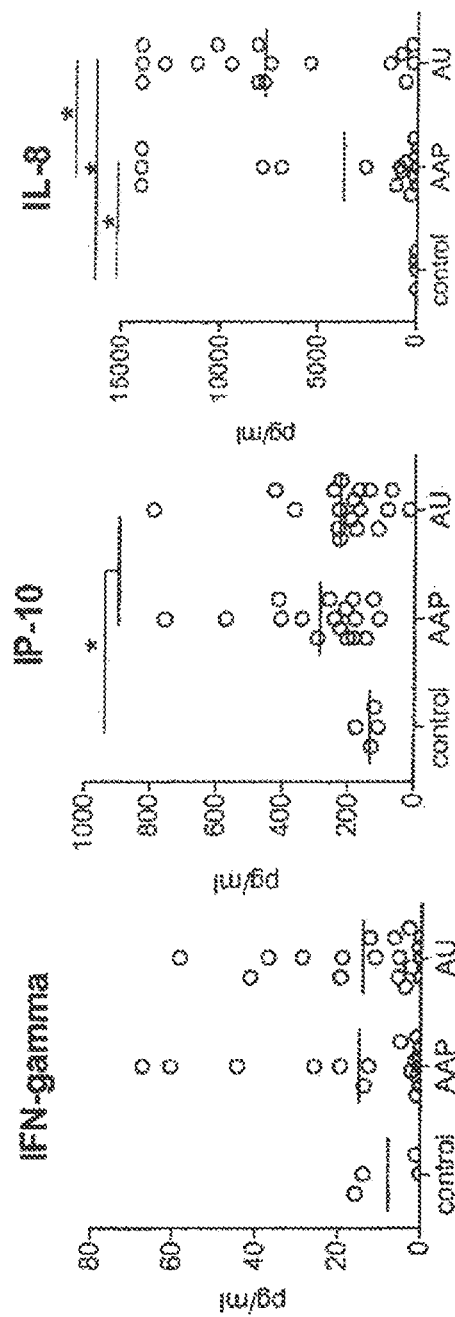 IFN-gamma
pg/ml
80
60
40
20
0
control AAP AU
IP-10
*
pg/ml
1000
800
600
400
200
0
control AAP AU
IL-8
*
*
*
pg/ml
15000
10000
5000
0
control AAP AU